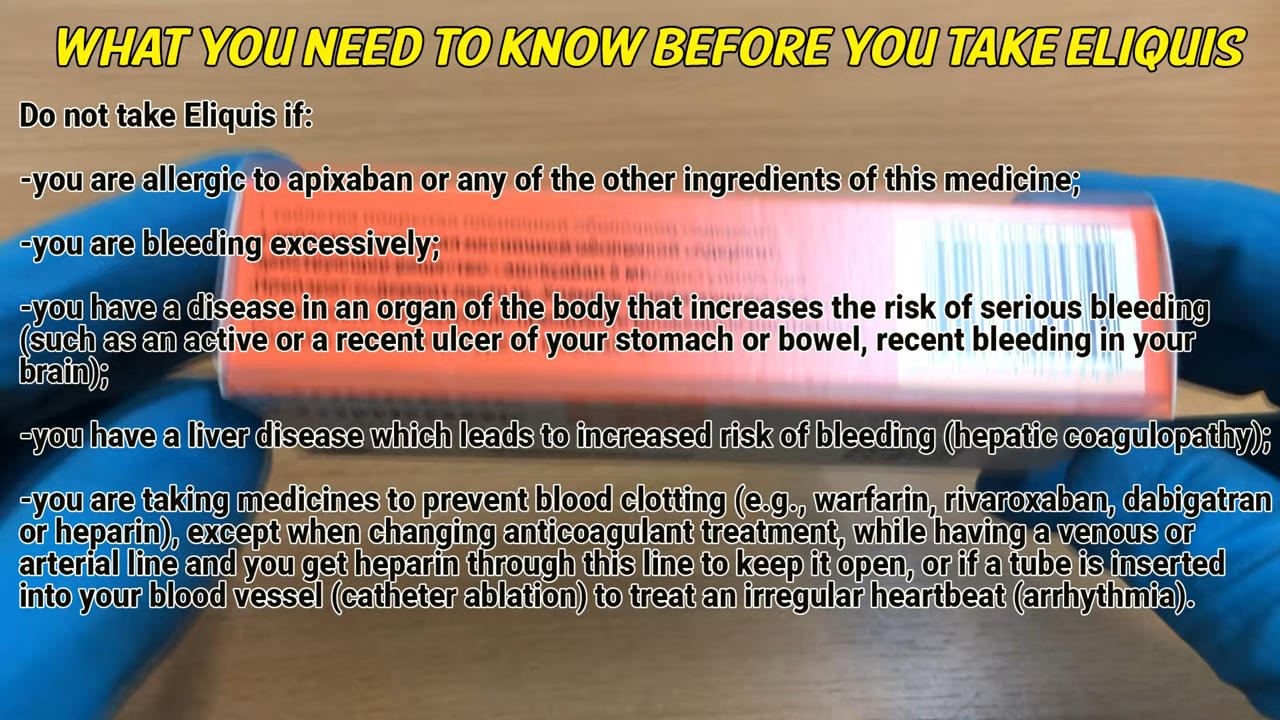 WHAT YOU NEED TO KNOW BEFORE YOU TAKE ELIQUIS
Do not take Eliquis if:
-you are allergic to apixaban or any of the other ingredients of this medicine;
-you are bleeding excessively;
-you have a disease in an organ of the body that increases the risk of serious bleeding
(such as an active or a recent ulcer of your stomach or bowel, recent bleeding in your
brain);
-you have a liver disease which leads to increased risk of bleeding (hepatic coagulopathy);
-you are taking medicines to prevent blood clotting (e.g., warfarin, rivaroxaban, dabigatran
or heparin), except when changing anticoagulant treatment, while having a venous or
arterial line and you get heparin through this line to keep it open, or if a tube is inserted
into your blood vessel (catheter ablation) to treat an irregular heartbeat (arrhythmia).